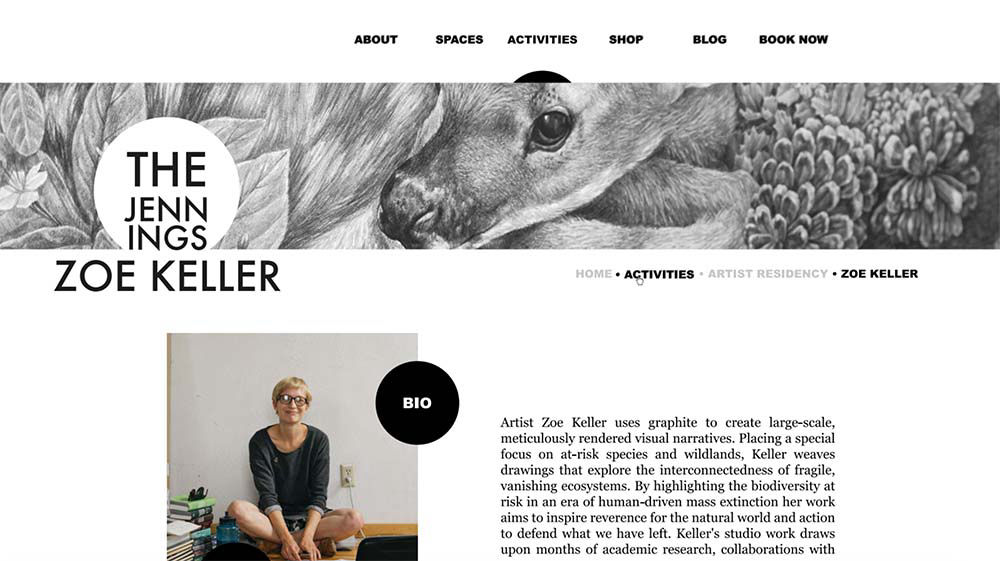 ABOUT SPACES ACTIVITIES SHOP BLOG BOOK NOW
THE
JENN
INGS
ZOE KELLER
HOME • ACTIVITIES • ARTIST RESIDENCY • ZOE KELLER
BIO
Artist Zoe Keller uses graphite to create large-scale,
meticulously rendered visual narratives. Placing a special
focus on at-risk species and wildlands, Keller weaves
drawings that explore the interconnectedness of fragile,
vanishing ecosystems. By highlighting the biodiversity at
risk in an era of human-driven mass extinction her work
aims to inspire reverence for the natural world and action
to defend what we have left. Keller's studio work draws
upon months of academic research, collaborations with